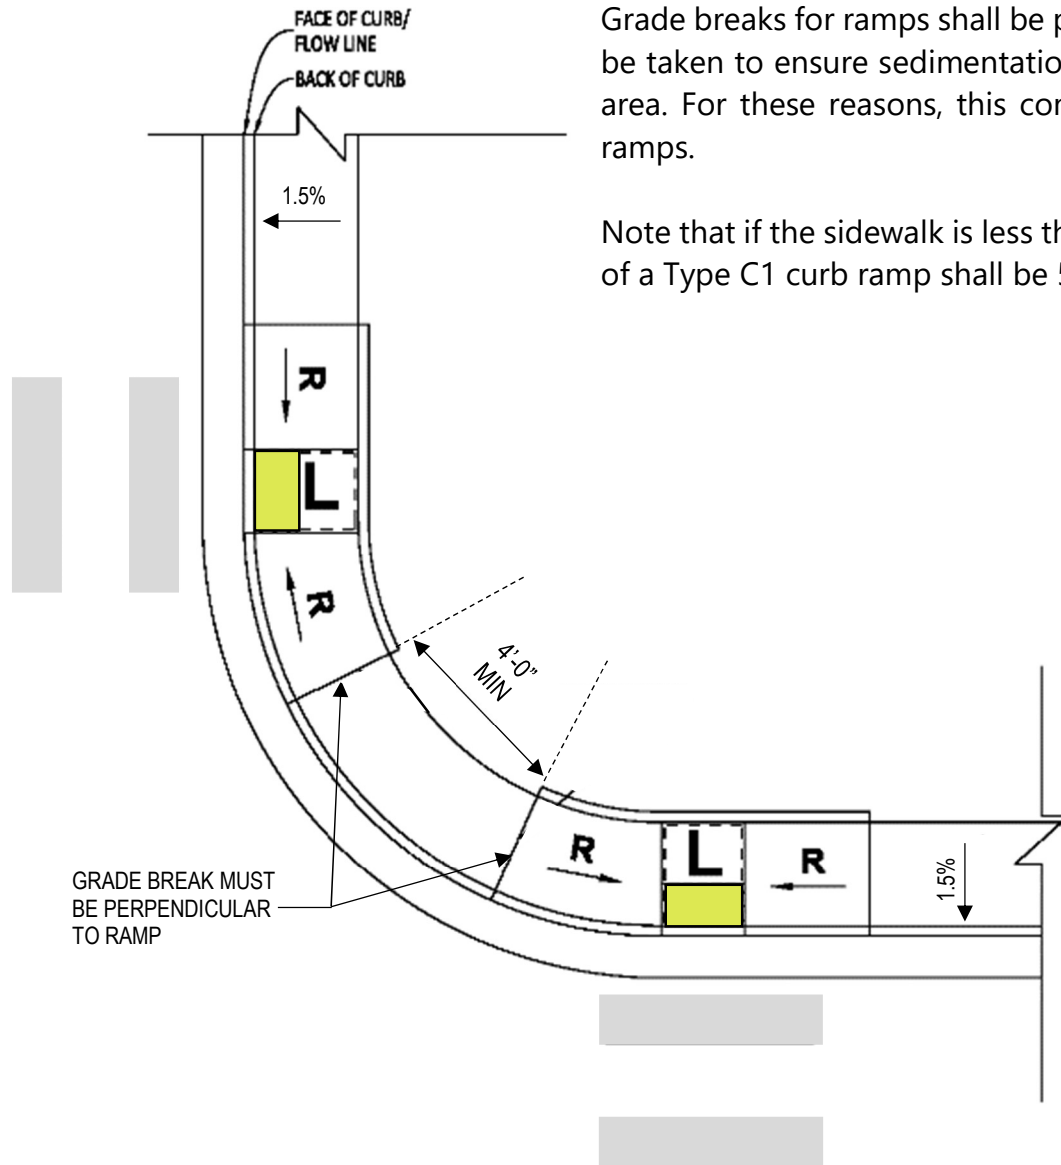 FACE OF CURB/
FLOW LINE
BACK OF CURB
Grade breaks for ramps shall be p
be taken to ensure sedimentatio
area. For these reasons, this cor
ramps.
Note that if the sidewalk is less th
of a Type C1 curb ramp shall be 5
1.5%
R
L
R
4'-0"
MIN
GRADE BREAK MUST
BE PERPENDICULAR
TO RAMP
R
L
R
1.5%